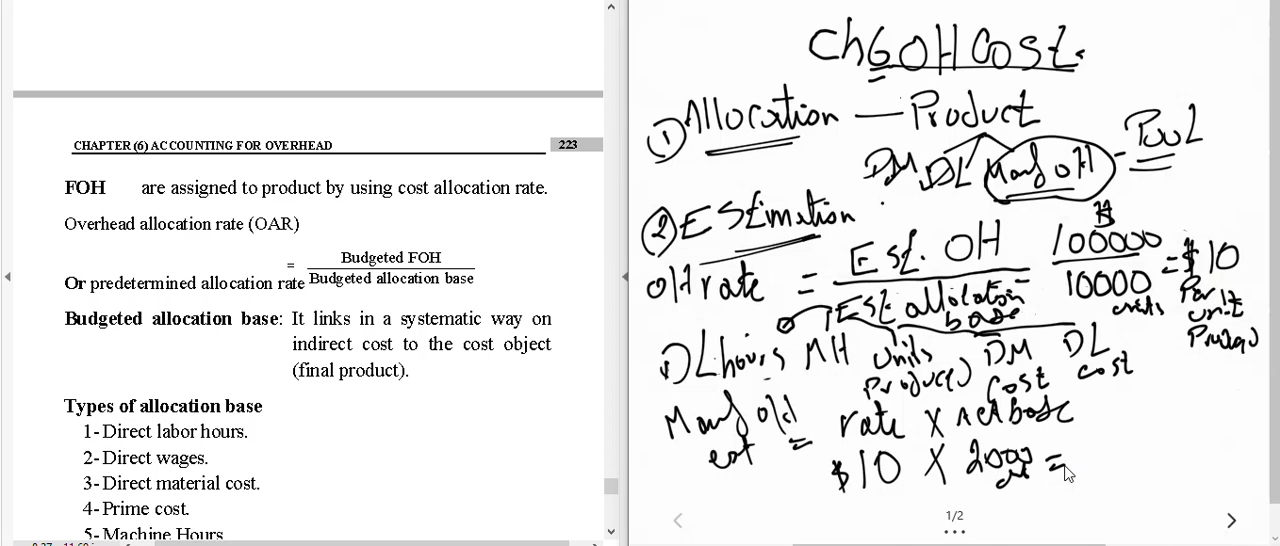 CHAPTER (6) ACCOUNTING FOR OVERHEAD 223
FOH are assigned to product by using cost allocation rate.
Overhead allocation rate (OAR)
Or predetermined allocation rate = Budgeted FOH
Budgeted allocation base
Budgeted allocation base: It links in a systematic way on
indirect cost to the cost object
(final product).
Types of allocation base
1- Direct labor hours.
2- Direct wages.
3- Direct material cost.
4- Prime cost.
5- Machine Hours
Ch6 OH Cost.
① Allocation — Product
DM DL Manf OH - Pool
② Estimation
OH rate = Est. OH = 100000 = $10
Est allocation base 10000 units Per unit
DL hours MH units DM DL
Product) Cost Cost
Manf OH = rate X Act base
est $10 X 2000 =
1/2